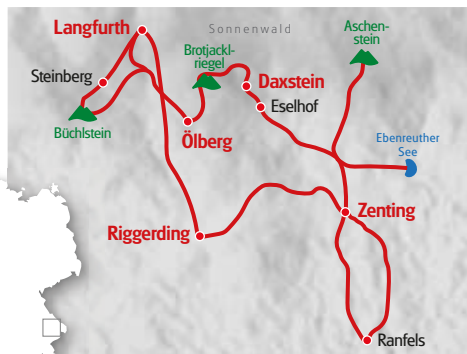 Langfurth
Sonnenwald
Brotjackl-
riegel
Aschen-
stein
Steinberg
Daxstein
Eselhof
Büchlstein
Ölberg
Ebenreuther
See
Zenting
Riggerding
Ranfels